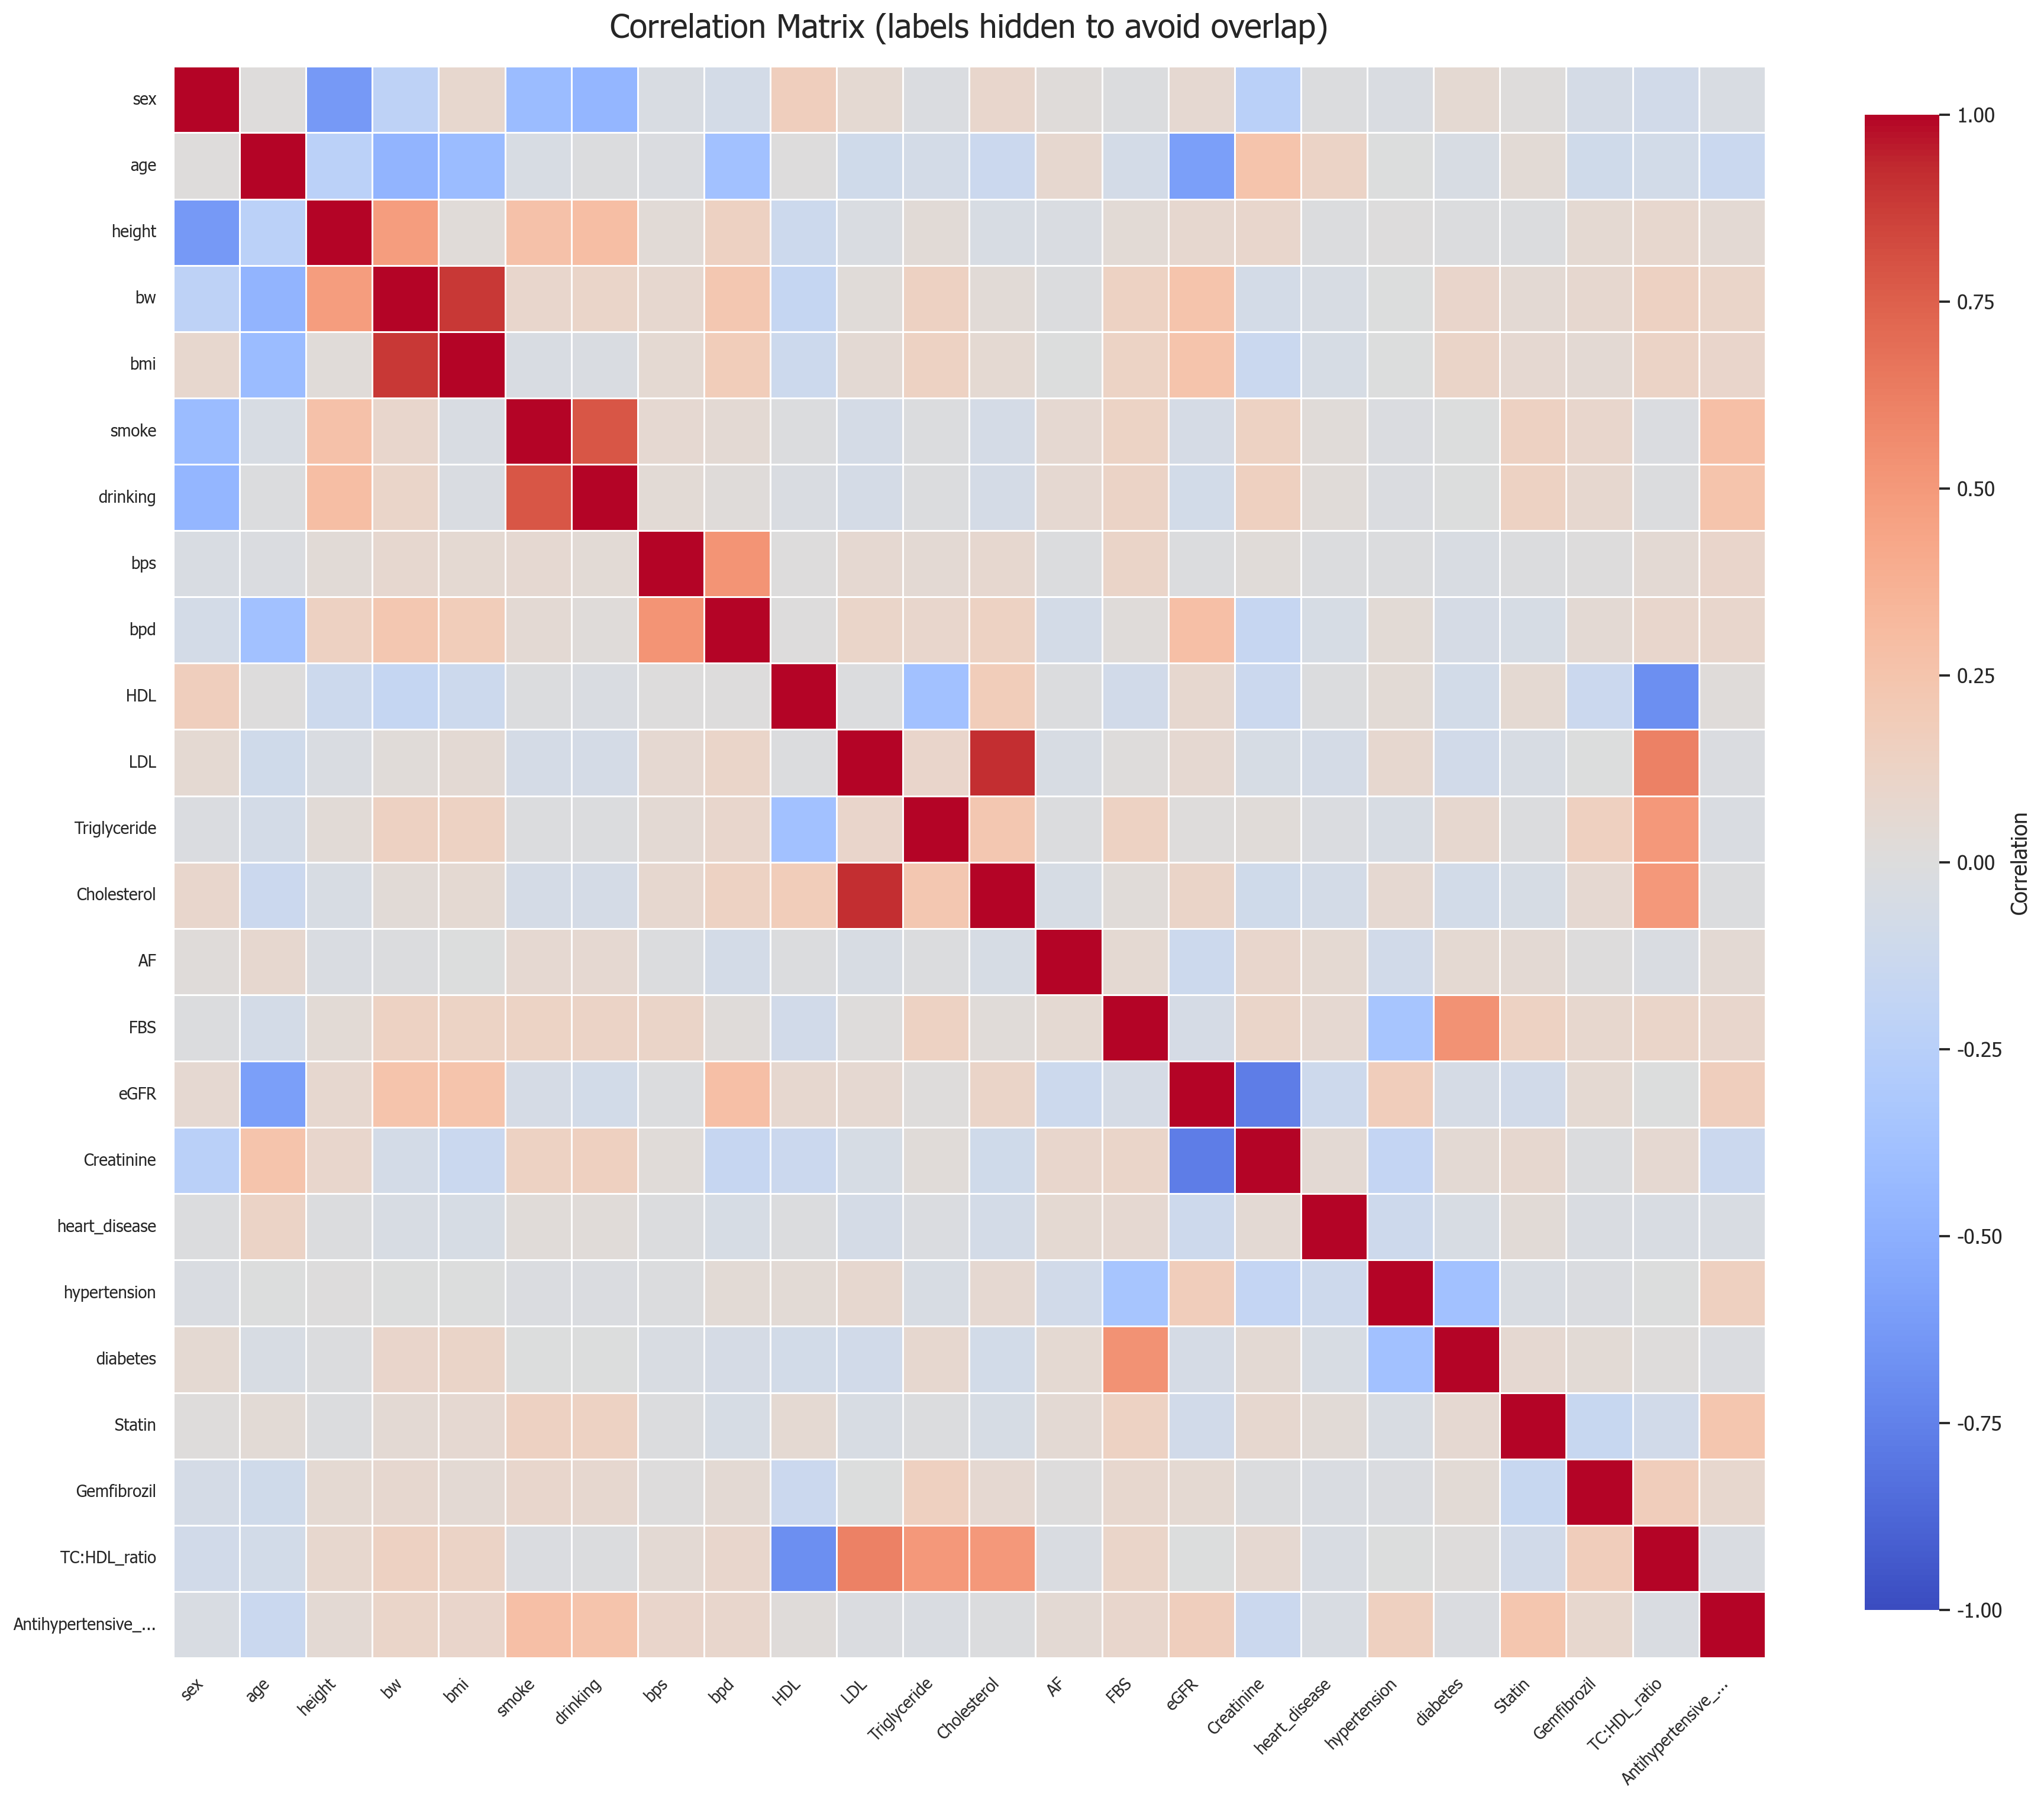 Correlation Matrix (labels hidden to avoid overlap)
sex
age
height
bw
bmi
smoke
drinking
bps
bpd
HDL
LDL
Triglyceride
Cholesterol
AF
FBS
eGFR
Creatinine
heart_disease
hypertension
diabetes
Statin
Gemfibrozil
TC:HDL_ratio
Antihypertensive_...
sex
age
height
bw
bmi
smoke
drinking
bps
bpd
HDL
LDL
Triglyceride
Cholesterol
AF
FBS
eGFR
Creatinine
heart_disease
hypertension
diabetes
Statin
Gemfibrozil
TC:HDL_ratio
Antihypertensive_...
1.00
0.75
0.50
0.25
0.00
-0.25
-0.50
-0.75
-1.00
Correlation